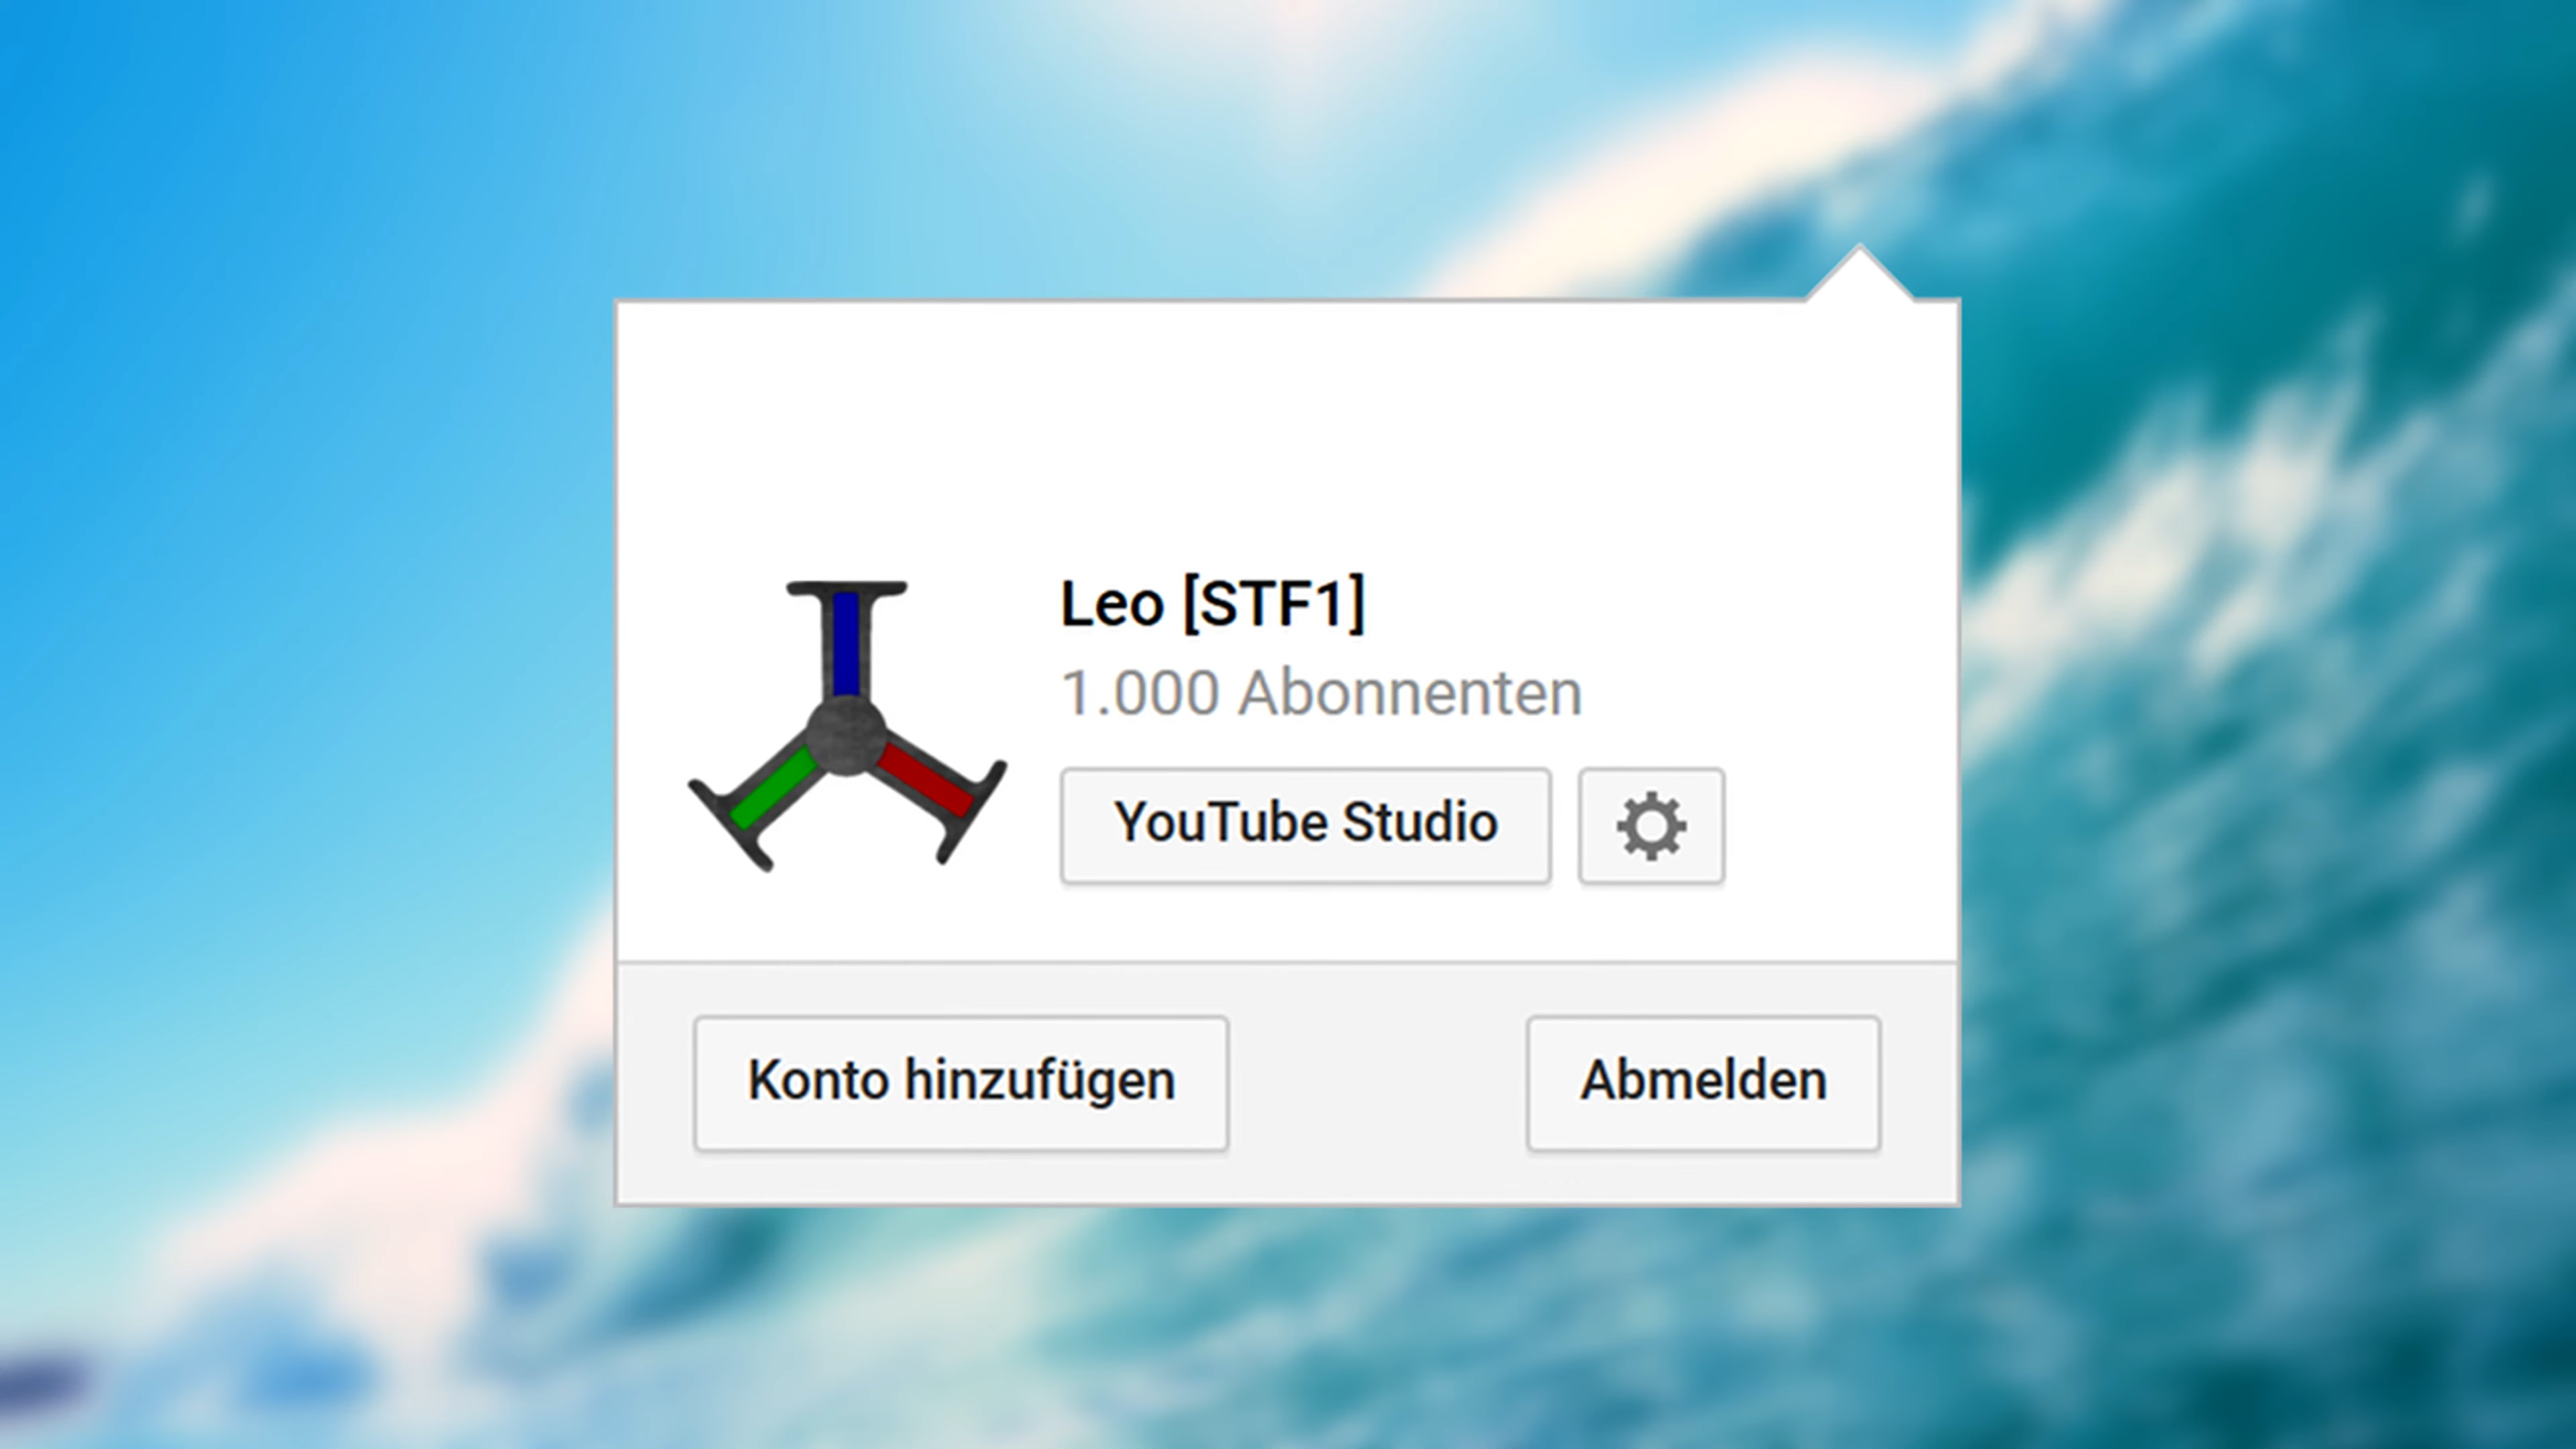 Leo [STF1]
1.000 Abonnenten
YouTube Studio
Konto hinzufügen
Abmelden